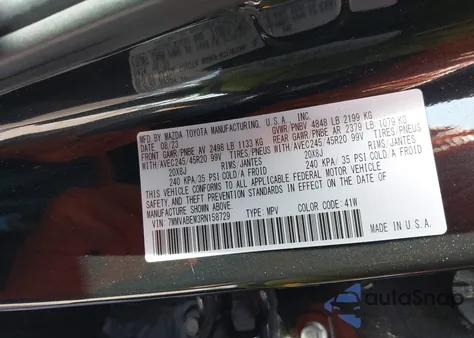 MFD BY MAZDA TOYOTA MANUFACTURING, U.S.A., INC.
DATE 08/23 GVWR/PNBV 4848 LB 2199 KG
FRONT GAWR/PNBE AV 2498 LB 1133 KG REAR GAWR/PNBE AR 2379 LB 1079 KG
WITH/AVEC245/45R20 99V TIRES/PNEUS WITH/AVEC245/45R20 99V TIRES/PNEUS
20X8J RIMS/JANTES 20X8J RIMS/JANTES
240 KPA/ 35 PSI COLD/A FROID 240 KPA/ 35 PSI COLD/A FROID
THIS VEHICLE CONFORMS TO ALL APPLICABLE FEDERAL MOTOR VEHICLE
SAFETY, AND THEFT PREVENTION STANDARDS IN EFFECT ON THE DATE OF
MANUFACTURE SHOWN ABOVE.
VIN: 7MMVABEM3RN158729 TYPE: MPV COLOR CODE: 41W
MADE IN U.S.A.
autoSnap